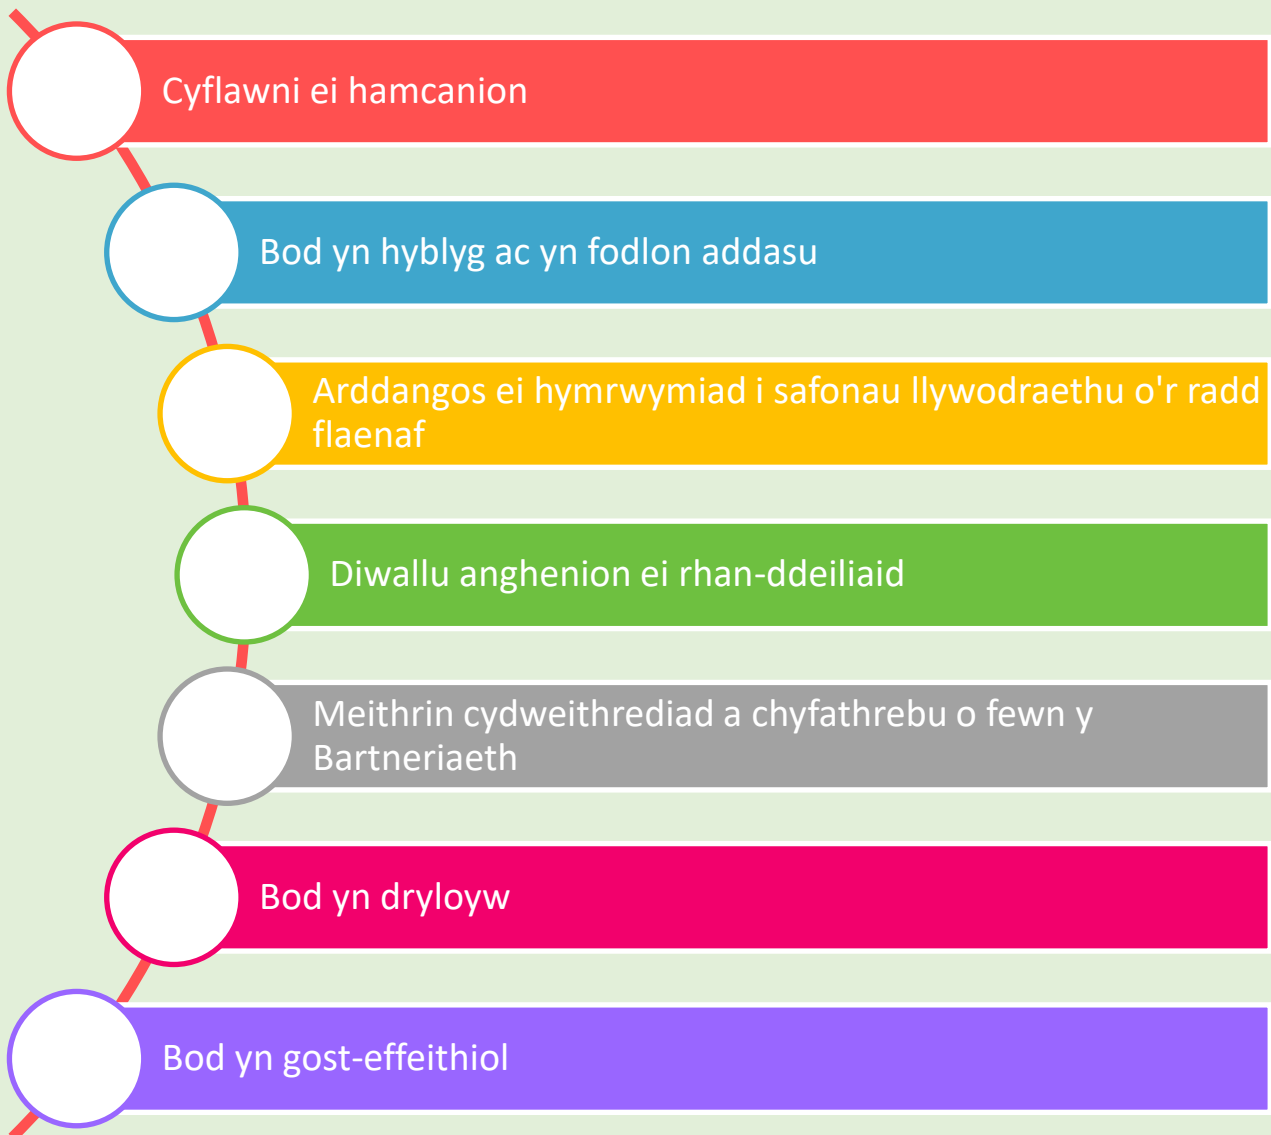 Cyflawni ei hamcanion
Bod yn hyblyg ac yn fodlon addasu
Arddangos ei hymrwymiad i safonau llywodraethu o'r radd
flaenaf
Diwallu anghenion ei rhan-ddeiliaid
Meithrin cydweithrediad a chyfathrebu o fewn y
Bartneriaeth
Bod yn dryloyw
Bod yn gost-effeithiol